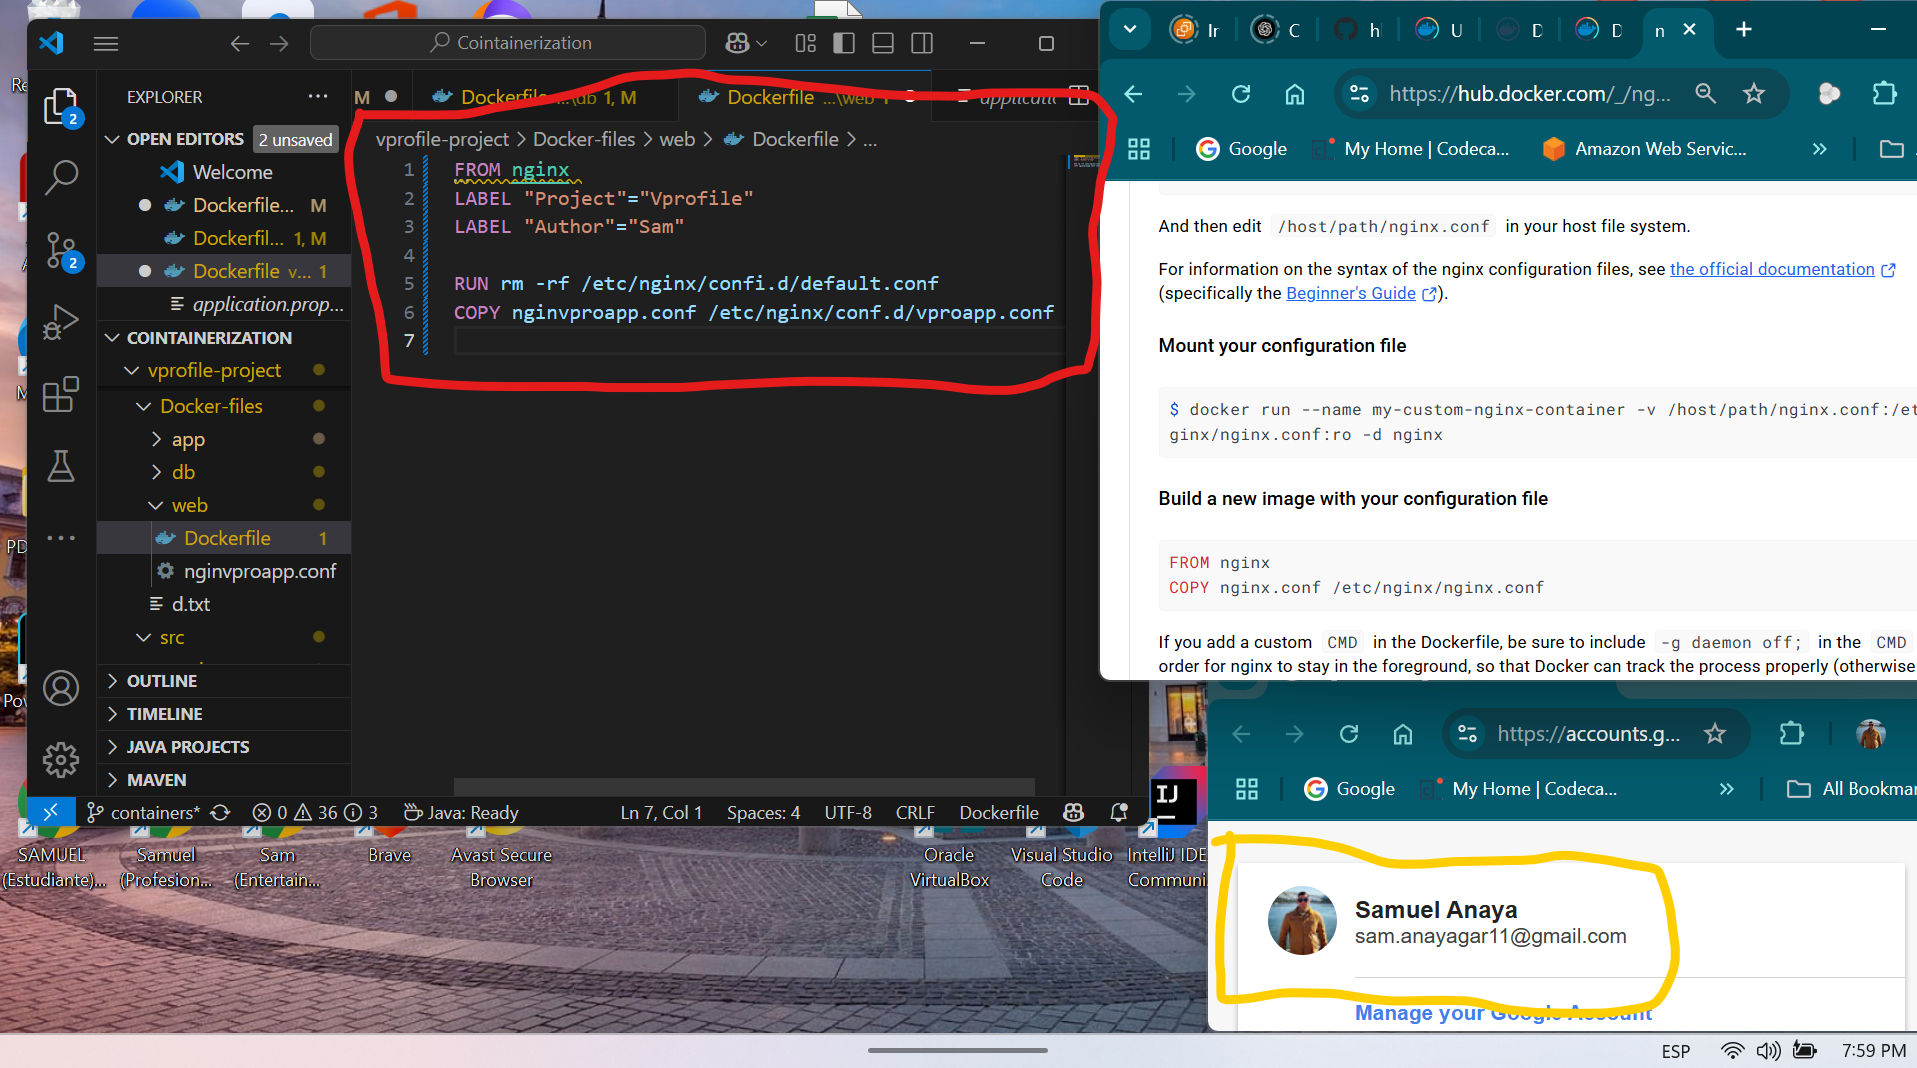 Cointainerization
EXPLORER
OPEN EDITORS 2 unsaved
Welcome
Dockerfile... M
Dockerfil... 1, M
Dockerfile v... 1
application.prop...
COINTAINERIZATION
vprofile-project
Docker-files
app
db
web
Dockerfile 1
nginvproapp.conf
d.txt
src
OUTLINE
TIMELINE
JAVA PROJECTS
MAVEN
2
2
M
Dockerfile ...\db 1, M
Dockerfile ...\web 1
vprofile-project > Docker-files > web > Dockerfile > ...
1 FROM nginx
2 LABEL "Project"="Vprofile"
3 LABEL "Author"="Sam"
4
5 RUN rm -rf /etc/nginx/confi.d/default.conf
6 COPY nginvproapp.conf /etc/nginx/conf.d/vproapp.conf
7
containers* 0 36 3 Java: Ready Ln 7, Col 1 Spaces: 4 UTF-8 CRLF Dockerfile
Ir C h U D D n
https://hub.docker.com/_/ng...
Google My Home | Codeca... Amazon Web Servic...
And then edit /host/path/nginx.conf in your host file system.
For information on the syntax of the nginx configuration files, see the official documentation
(specifically the Beginner's Guide ).
Mount your configuration file
$ docker run --name my-custom-nginx-container -v /host/path/nginx.conf:/et
ginx/nginx.conf:ro -d nginx
Build a new image with your configuration file
FROM nginx
COPY nginx.conf /etc/nginx/nginx.conf
If you add a custom CMD in the Dockerfile, be sure to include -g daemon off; in the CMD
order for nginx to stay in the foreground, so that Docker can track the process properly (otherwise
https://accounts.g...
Google My Home | Codeca... All Bookmar
Samuel Anaya
sam.anayagar11@gmail.com
Manage your Google Account
IJ
SAMUEL
(Estudiante)...
Samuel
(Profesion...
Sam
(Entertain...
Brave
Avast Secure
Browser
Oracle
VirtualBox
Visual Studio
Code
IntelliJ IDE
Communi
ESP 7:59 PM